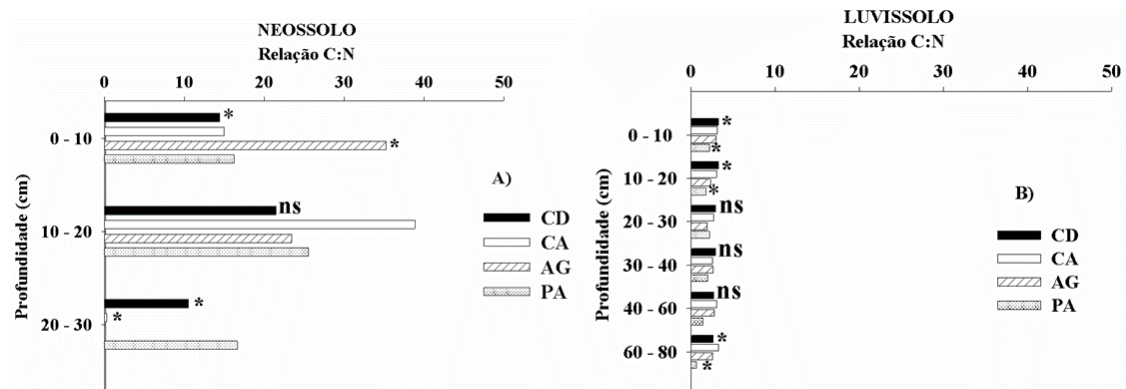 NEOSSOLO
Relação C:N
0 10 20 30 40 50
Profundidade (cm)
0 - 10
*
*
10 - 20
ns
20 - 30
*
*
A)
CD
CA
AG
PA
LUVISSOLO
Relação C:N
0 10 20 30 40 50
Profundidade (cm)
0 - 10
*
*
10 - 20
*
*
20 - 30
ns
30 - 40
ns
40 - 60
ns
60 - 80
*
*
B)
CD
CA
AG
PA